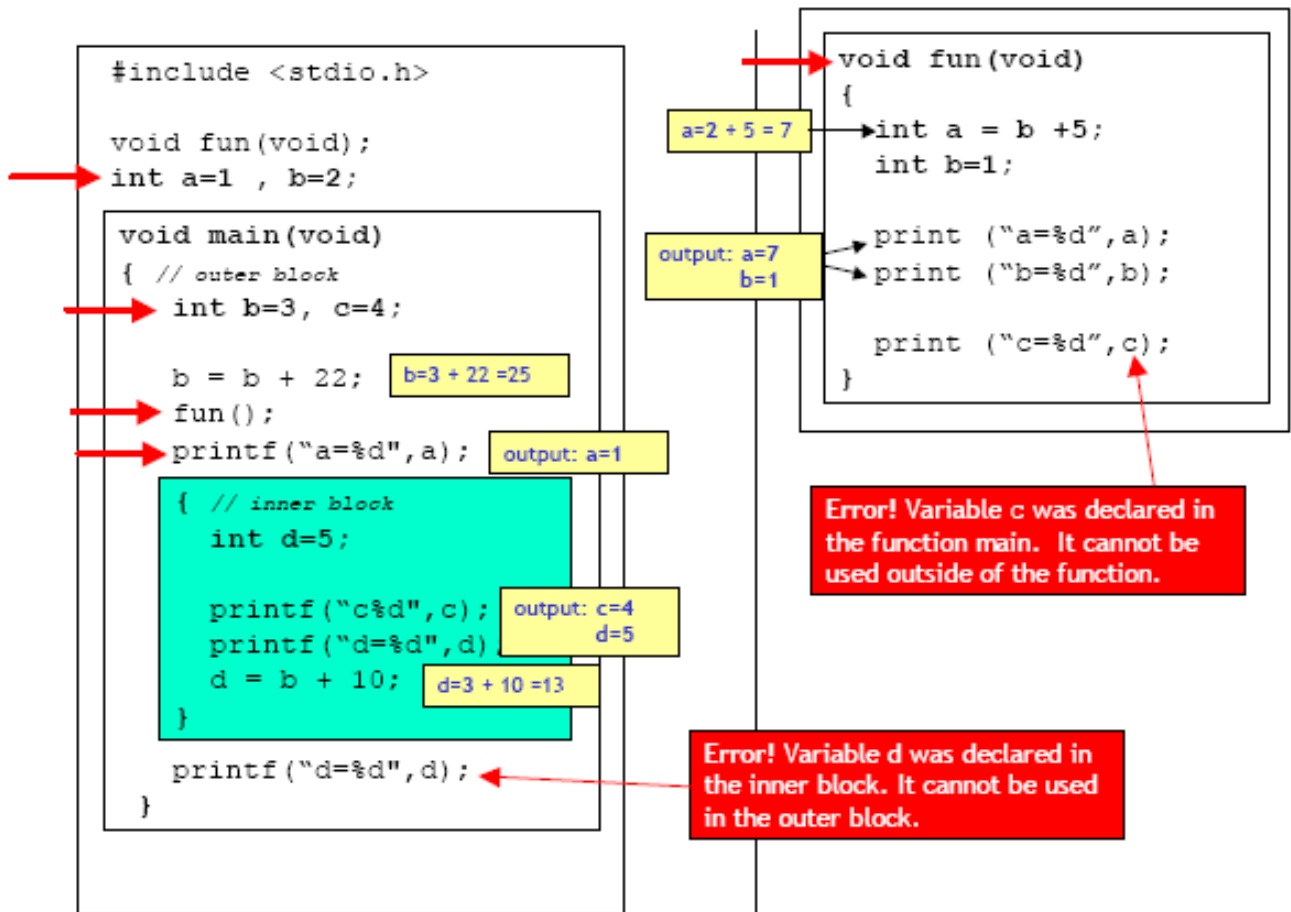 #include <stdio.h>
void fun(void);
int a=1 , b=2;
void main(void)
{ // outer block
int b=3, c=4;
b = b + 22;
b=3 + 22 =25
fun();
printf("a=%d",a);
output: a=1
{ // inner block
int d=5;
printf("c%d",c);
printf("d=%d",d)
output: c=4
d=5
d = b + 10;
d=3 + 10 =13
}
printf("d=%d",d);
}
Error! Variable d was declared in
the inner block. It cannot be used
in the outer block.
void fun(void)
{
a=2 + 5 = 7
int a = b +5;
int b=1;
output: a=7
b=1
print ("a=%d",a);
print ("b=%d",b);
print ("c=%d",c);
}
Error! Variable c was declared in
the function main. It cannot be
used outside of the function.